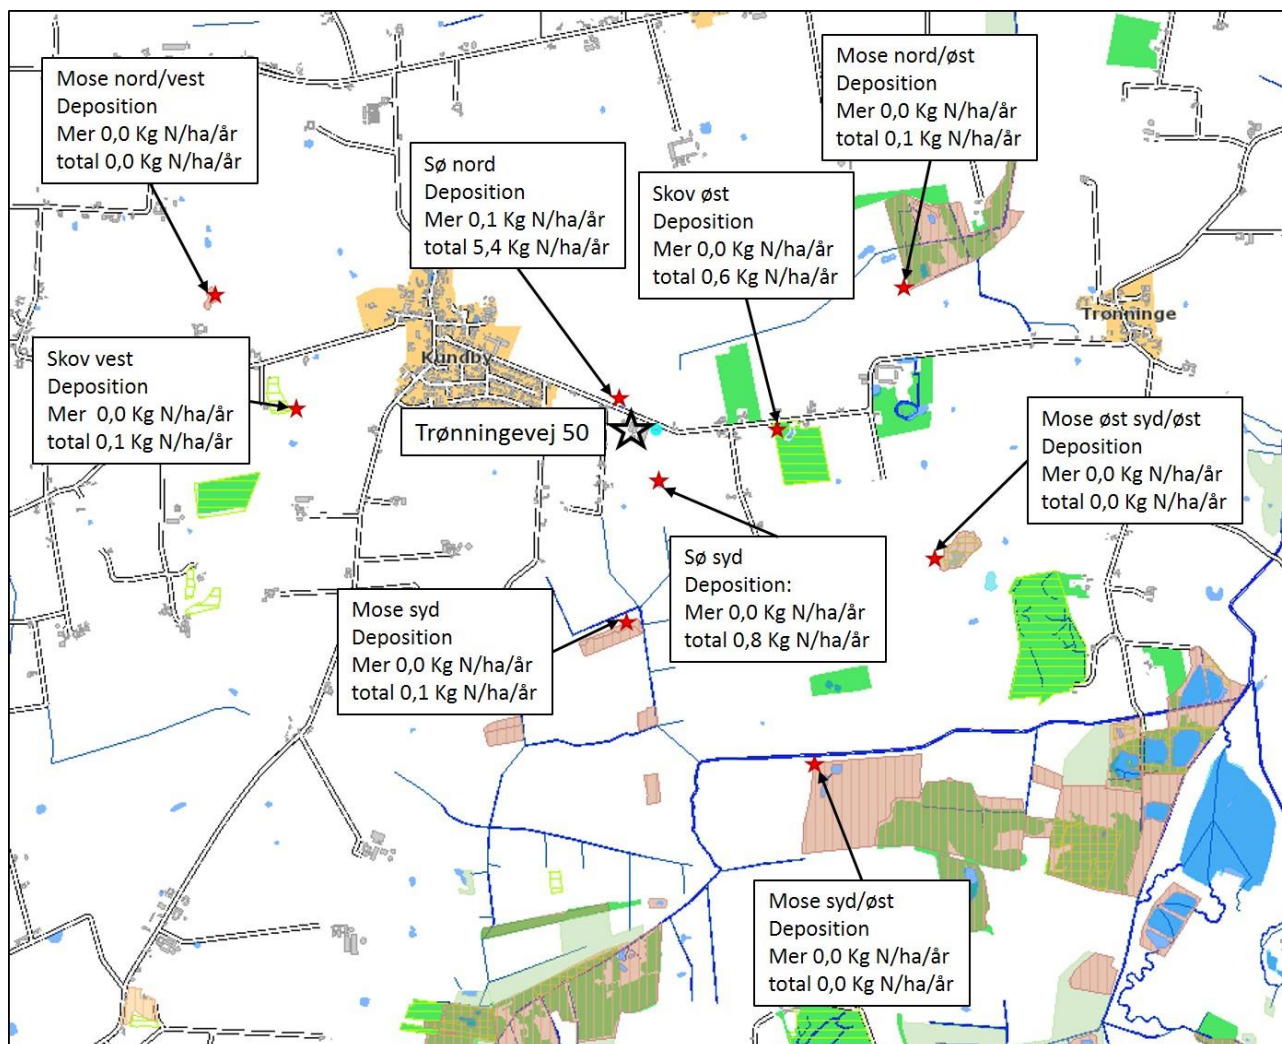 Mose nord/vest
Deposition
Mer 0,0 Kg N/ha/år
total 0,0 Kg N/ha/år
Mose nord/øst
Deposition
Mer 0,0 Kg N/ha/år
total 0,1 Kg N/ha/år
Sø nord
Deposition
Mer 0,1 Kg N/ha/år
total 5,4 Kg N/ha/år
Skov øst
Deposition
Mer 0,0 Kg N/ha/år
total 0,6 Kg N/ha/år
Trønninge
Kundby
Skov vest
Deposition
Mer 0,0 Kg N/ha/år
total 0,1 Kg N/ha/år
Trønningevej 50
Mose øst syd/øst
Deposition
Mer 0,0 Kg N/ha/år
total 0,0 Kg N/ha/år
Sø syd
Deposition:
Mer 0,0 Kg N/ha/år
total 0,8 Kg N/ha/år
Mose syd
Deposition
Mer 0,0 Kg N/ha/år
total 0,1 Kg N/ha/år
Mose syd/øst
Deposition
Mer 0,0 Kg N/ha/år
total 0,0 Kg N/ha/år